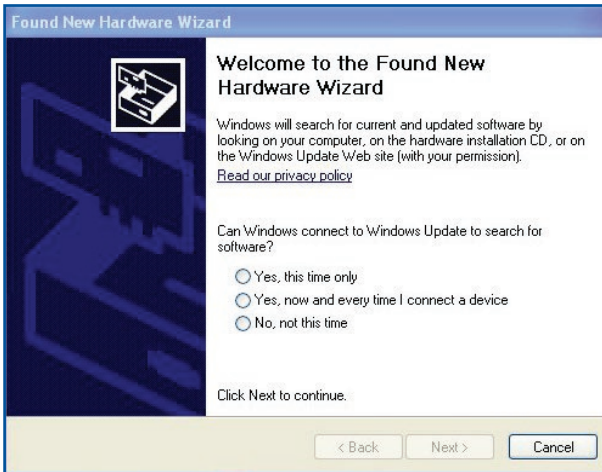 Found New Hardware Wizard
Welcome to the Found New
Hardware Wizard
Windows will search for current and updated software by
looking on your computer, on the hardware installation CD, or on
the Windows Update Web site (with your permission).
Read our privacy policy
Can Windows connect to Windows Update to search for
software?
Yes, this time only
Yes, now and every time I connect a device
No, not this time
Click Next to continue.
< Back Next > Cancel